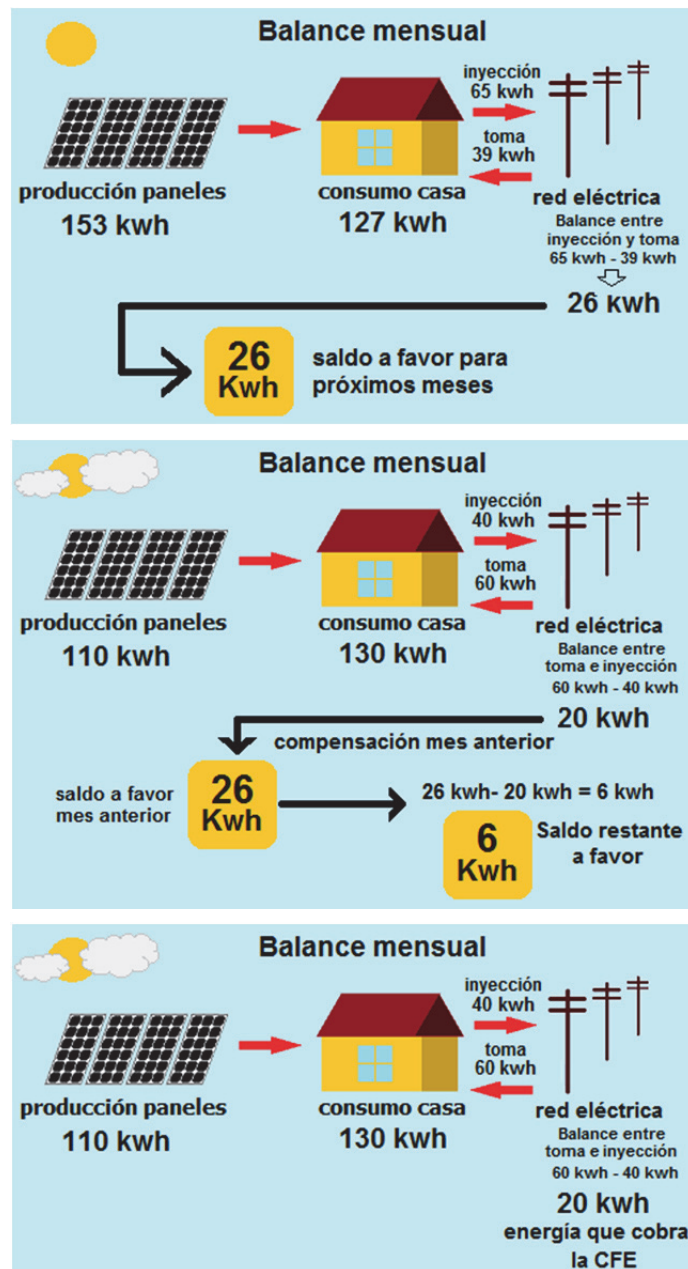 Balance mensual
inyección
65 kwh
toma
39 kwh
producción paneles
153 kwh
consumo casa
127 kwh
red eléctrica
Balance entre
inyección y toma
65 kwh - 39 kwh
26 kwh
26
Kwh
saldo a favor para
próximos meses
Balance mensual
inyección
40 kwh
toma
60 kwh
producción paneles
110 kwh
consumo casa
130 kwh
red eléctrica
Balance entre
toma e inyección
60 kwh - 40 kwh
20 kwh
compensación mes anterior
saldo a favor
mes anterior
26
Kwh
26 kwh- 20 kwh = 6 kwh
6
Kwh
Saldo restante
a favor
Balance mensual
inyección
40 kwh
toma
60 kwh
producción paneles
110 kwh
consumo casa
130 kwh
red eléctrica
Balance entre
toma e inyección
60 kwh - 40 kwh
20 kwh
energía que cobra
la CFE